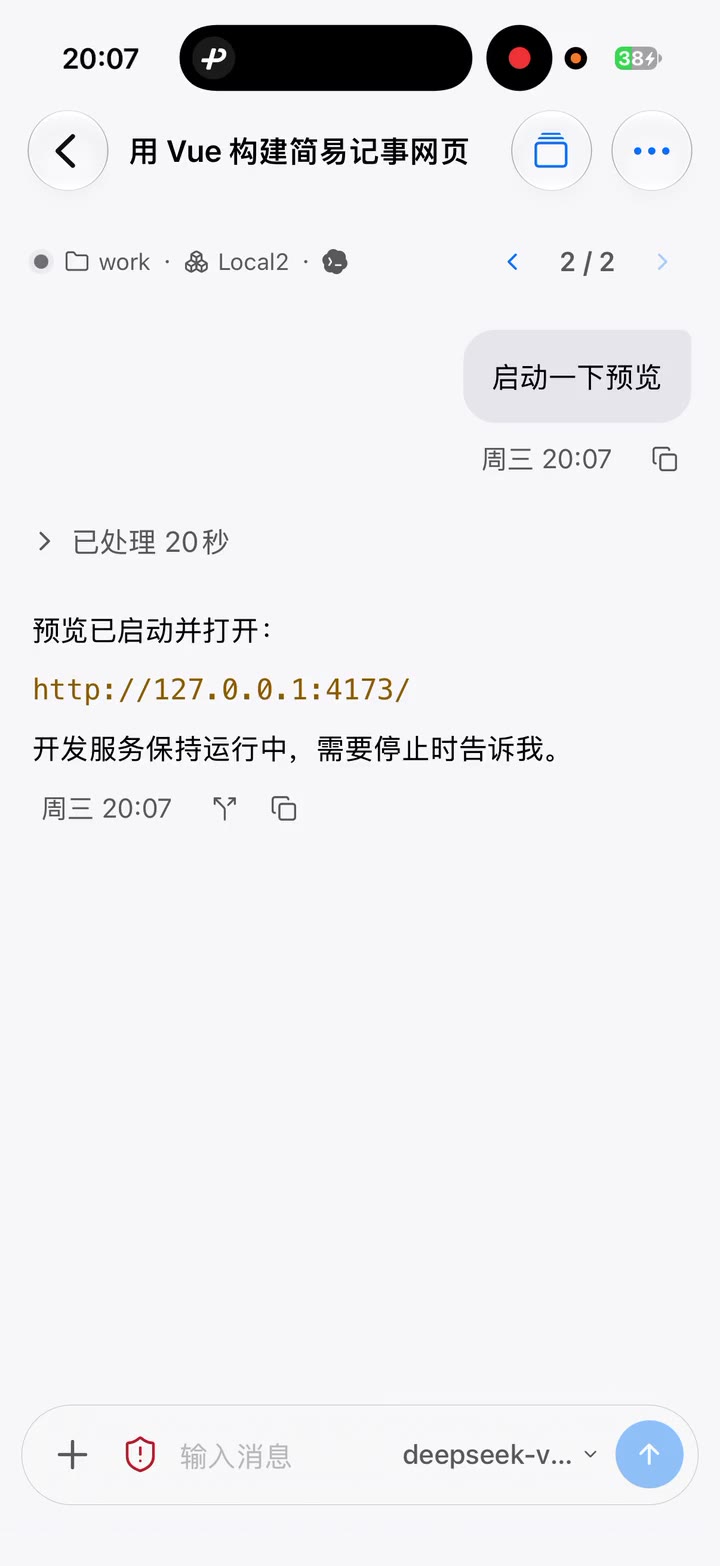 20:07
38
用 Vue 构建简易记事网页
work · Local2 ·
2 / 2
启动一下预览
周三 20:07
已处理 20秒
预览已启动并打开：
http://127.0.0.1:4173/
开发服务保持运行中，需要停止时告诉我。
周三 20:07
输入消息
deepseek-v...